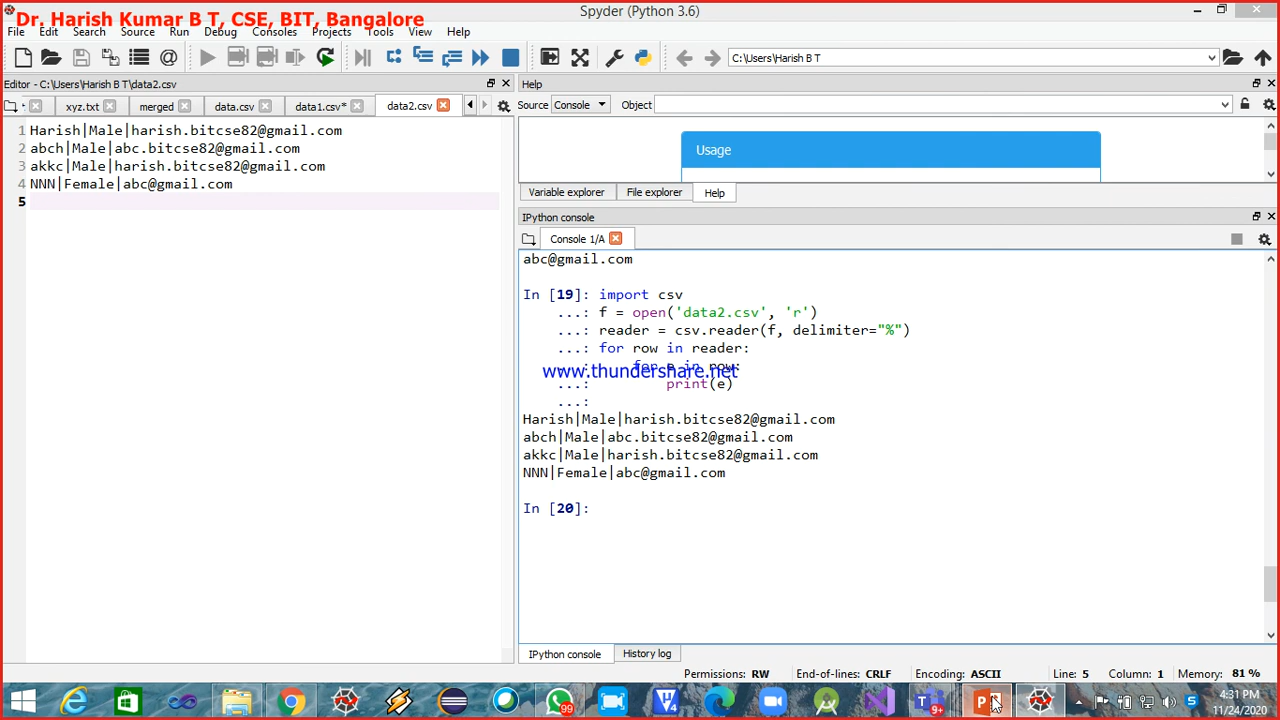 Dr. Harish Kumar B T, CSE, BIT, Bangalore
Spyder (Python 3.6)
File Edit Search Source Run Debug Consoles Projects Tools View Help
C:\Users\Harish B T
Editor - C:\Users\Harish B T\data2.csv
xyz.txt merged data.csv data1.csv* data2.csv
1 Harish|Male|harish.bitcse82@gmail.com
2 abch|Male|abc.bitcse82@gmail.com
3 akkc|Male|harish.bitcse82@gmail.com
4 NNN|Female|abc@gmail.com
5
Help
Source Console Object
Usage
Variable explorer File explorer Help
IPython console
Console 1/A
abc@gmail.com
In [19]: import csv
...: f = open('data2.csv', 'r')
...: reader = csv.reader(f, delimiter="%")
...: for row in reader:
...: for e in row:
www.thundershare.net
...: print(e)
...:
Harish|Male|harish.bitcse82@gmail.com
abch|Male|abc.bitcse82@gmail.com
akkc|Male|harish.bitcse82@gmail.com
NNN|Female|abc@gmail.com
In [20]:
IPython console History log
Permissions: RW End-of-lines: CRLF Encoding: ASCII Line: 5 Column: 1 Memory: 81 %
99
9+
4:31 PM
11/24/2020